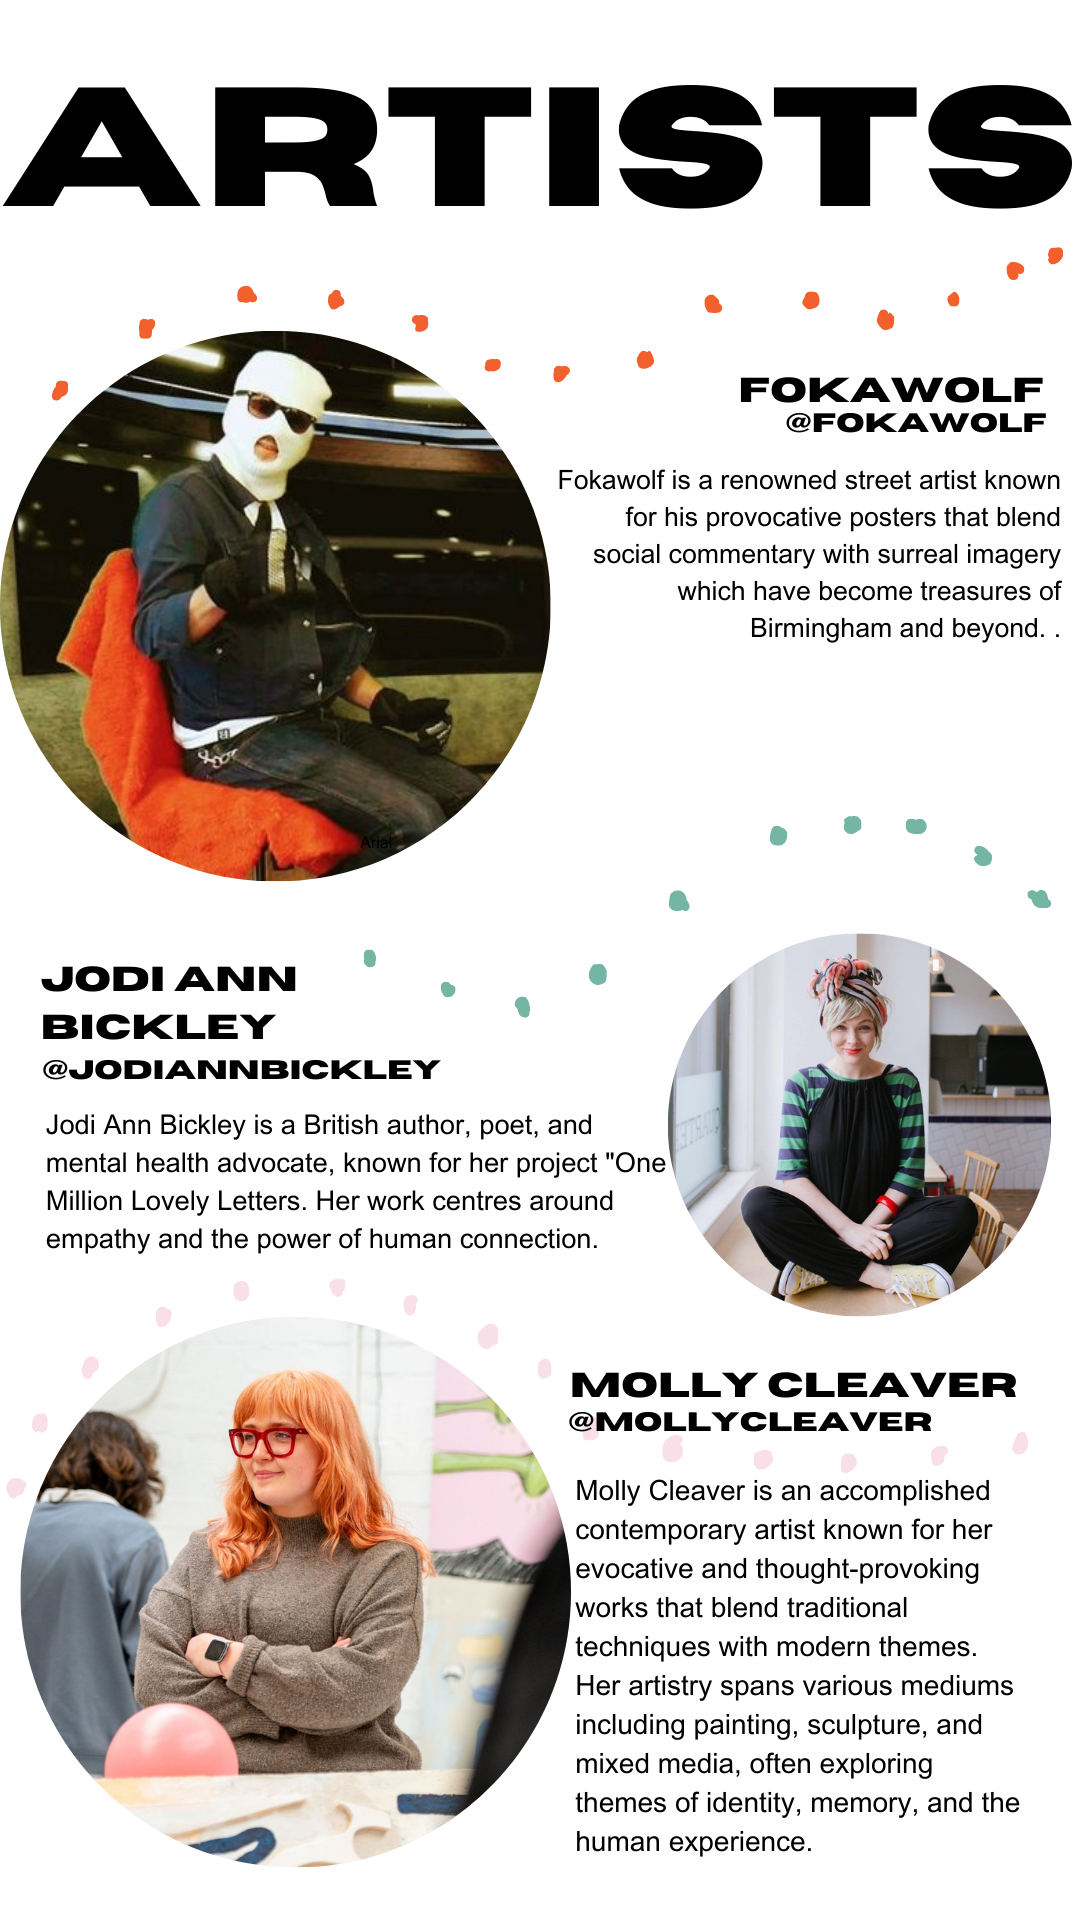 ARTISTS
FOKAWOLF
@FOKAWOLF
Fokawolf is a renowned street artist known
for his provocative posters that blend
social commentary with surreal imagery
which have become treasures of
Birmingham and beyond. .
Arial
JODI ANN
BICKLEY
@JODIANNBICKLEY
Jodi Ann Bickley is a British author, poet, and
mental health advocate, known for her project "One
Million Lovely Letters. Her work centres around
empathy and the power of human connection.
MOLLY CLEAVER
@MOLLYCLEAVER
Molly Cleaver is an accomplished
contemporary artist known for her
evocative and thought-provoking
works that blend traditional
techniques with modern themes.
Her artistry spans various mediums
including painting, sculpture, and
mixed media, often exploring
themes of identity, memory, and the
human experience.